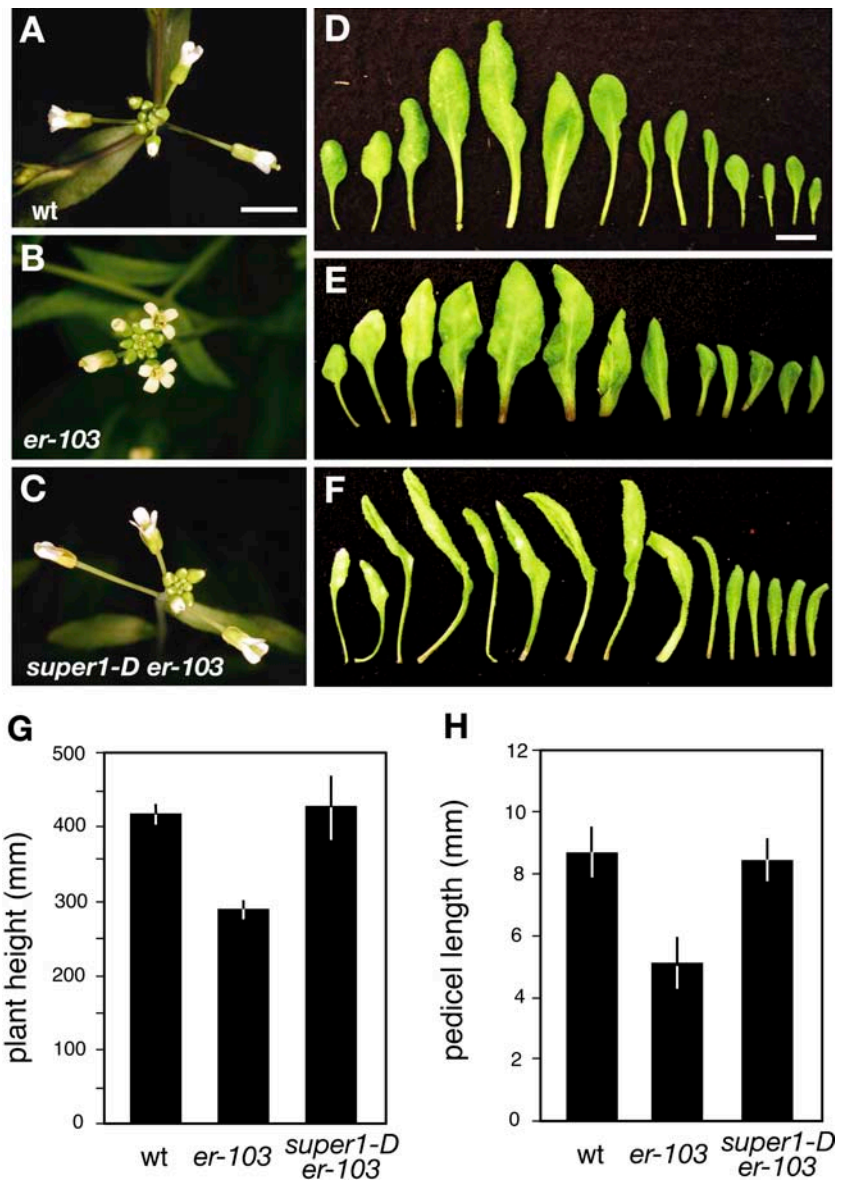 A
wt
B
er-103
C
super1-D er-103
D
E
F
G
500
400
300
200
100
0
plant height (mm)
wt
er-103
super1-D
er-103
H
12
10
8
6
4
2
0
pedicel length (mm)
wt
er-103
super1-D
er-103